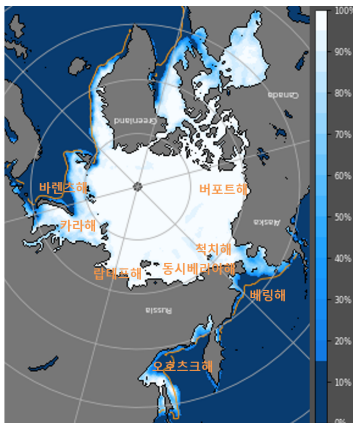 100%
90%
Canada
80%
Greenland
70%
바렌츠해
버포트해
60%
카라해
Alaska
50%
척치해
랍테프해
동시베리아해
40%
베링해
30%
Russia
20%
오호츠크해
10%
0%